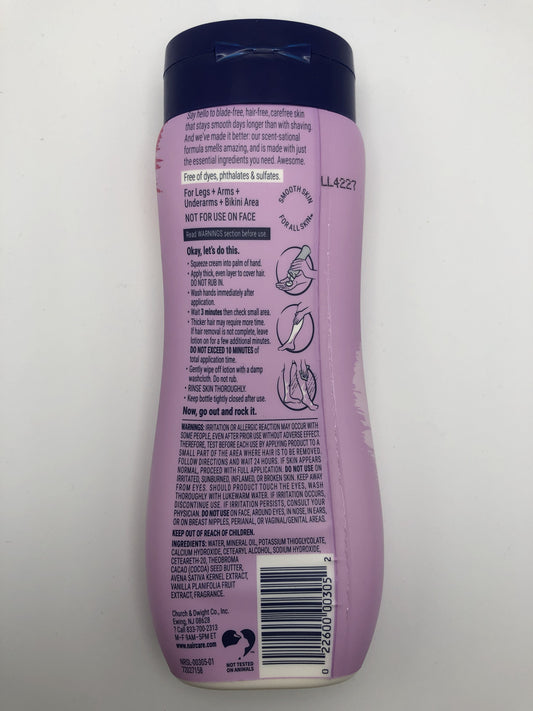 Say hello to blade-free, hair-free, carefree skin
that stays smooth days longer than with shaving.
And we've made it better: our scent-sational
formula smells amazing, and is made with just
the essential ingredients you need. Awesome.
Free of dyes, phthalates & sulfates.
LL4227
For Legs + Arms +
Underarms + Bikini Area
NOT FOR USE ON FACE
SMOOTH SKIN
FOR ALL SKIN™
Read WARNINGS section before use.
Okay, let's do this.
• Squeeze cream into palm of hand.
• Apply thick, even layer to cover hair.
DO NOT RUB IN.
• Wash hands immediately after
application.
• Wait 3 minutes then check small area.
• Thicker hair may require more time.
If hair removal is not complete, leave
lotion on for a few additional minutes.
DO NOT EXCEED 10 MINUTES of
total application time.
• Gently wipe off lotion with a damp
washcloth. Do not rub.
• RINSE SKIN THOROUGHLY.
• Keep bottle tightly closed after use.
Now, go out and rock it.
WARNINGS: IRRITATION OR ALLERGIC REACTION MAY OCCUR WITH
SOME PEOPLE, EVEN AFTER PRIOR USE WITHOUT ADVERSE EFFECT.
THEREFORE, TEST BEFORE EACH USE BY APPLYING PRODUCT TO A
SMALL PART OF THE AREA WHERE HAIR IS TO BE REMOVED.
FOLLOW DIRECTIONS AND WAIT 24 HOURS. IF SKIN APPEARS
NORMAL, PROCEED WITH FULL APPLICATION. DO NOT USE ON
IRRITATED, SUNBURNED, INFLAMED, OR BROKEN SKIN. KEEP AWAY
FROM EYES: SHOULD PRODUCT TOUCH THE EYES, WASH
THOROUGHLY WITH LUKEWARM WATER. IF IRRITATION OCCURS,
DISCONTINUE USE. IF IRRITATION PERSISTS, CONSULT YOUR
PHYSICIAN. DO NOT USE ON FACE, AROUND EYES, IN NOSE, IN EARS,
OR ON BREAST NIPPLES, PERIANAL, OR VAGINAL/GENITAL AREAS.
KEEP OUT OF REACH OF CHILDREN.
INGREDIENTS: WATER, MINERAL OIL, POTASSIUM THIOGLYCOLATE,
CALCIUM HYDROXIDE, CETEARYL ALCOHOL, SODIUM HYDROXIDE,
CETEARETH-20, THEOBROMA
CACAO (COCOA) SEED BUTTER,
AVENA SATIVA KERNEL EXTRACT,
VANILLA PLANIFOLIA FRUIT
EXTRACT, FRAGRANCE.
Church & Dwight Co., Inc.
Ewing, NJ 08628
? Call 833-700-2313
M-F 9AM-5PM ET
www.naircare.com
NOT TESTED
ON ANIMALS
NRSL-00305-01
72027158
0 22600 00305 2